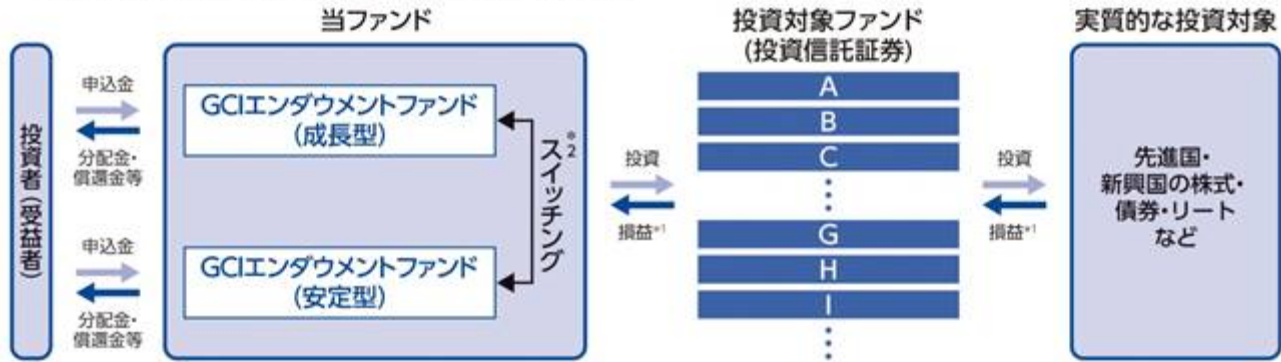 当ファンド
投資対象ファンド
(投資信託証券)
実質的な投資対象
投資者(受益者)
申込金
分配金・
償還金等
申込金
分配金・
償還金等
GCIエンダウメントファンド
(成長型)
GCIエンダウメントファンド
(安定型)
スイッチング*2
投資
損益*1
A
B
C
⋮
G
H
I
⋮
投資
損益*1
先進国・
新興国の株式・
債券・リート
など